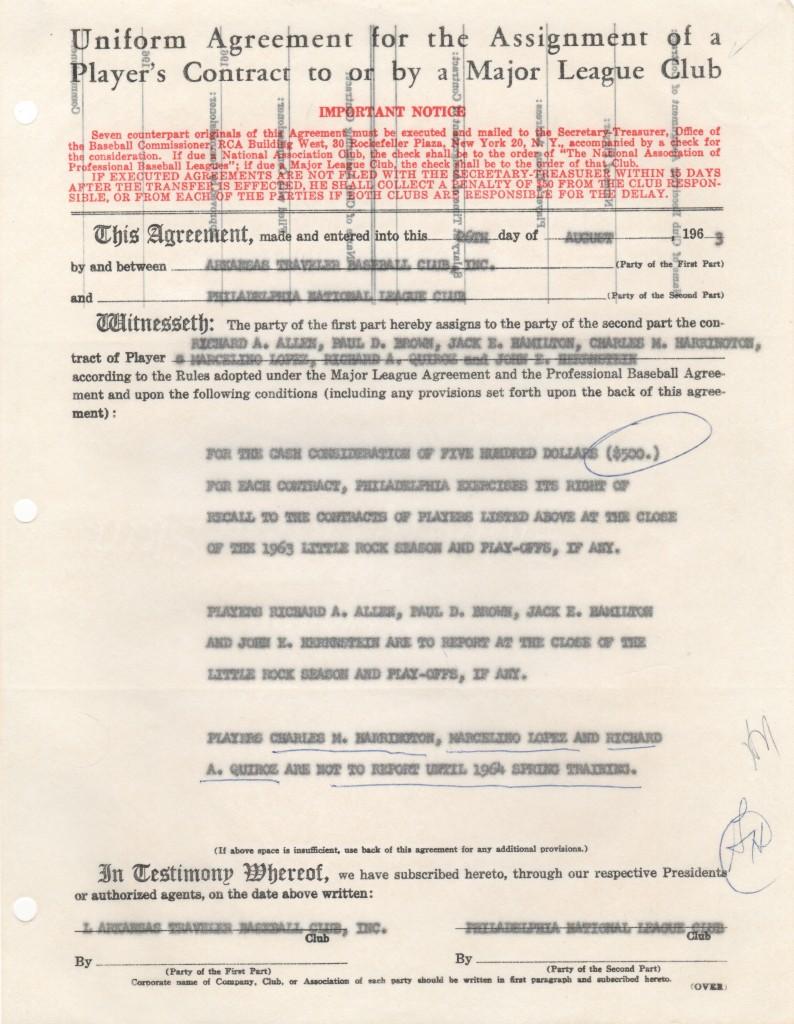 Uniform Agreement for the Assignment of a
Player's Contract to or by a Major League Club
IMPORTANT NOTICE
Seven counterpart originals of this Agreement must be executed and mailed to the Secretary-Treasurer, Office of
the Baseball Commissioner, RCA Building West, 30 Rockefeller Plaza, New York 20, N. Y., accompanied by a check for
the consideration. If due a National Association Club, the check shall be to the order of "The National Association of
Professional Baseball Leagues"; if due a Major League Club, the check shall be to the order of that Club.
IF EXECUTED AGREEMENTS ARE NOT FILED WITH THE SECRETARY-TREASURER WITHIN 15 DAYS
AFTER THE TRANSFER IS EFFECTED, HE SHALL COLLECT A PENALTY OF $50 FROM THE CLUB RESPON-
SIBLE, OR FROM EACH OF THE PARTIES IF BOTH CLUBS ARE RESPONSIBLE FOR THE DELAY.
This Agreement, made and entered into this 26TH day of AUGUST, 1963
by and between ARKANSAS TRAVELER BASEBALL CLUB, INC. (Party of the First Part)
and PHILADELPHIA NATIONAL LEAGUE CLUB (Party of the Second Part)
Witnesseth: The party of the first part hereby assigns to the party of the second part the con-
RICHARD A. ALLEN, PAUL D. BROWN, JACK E. HAMILTON, CHARLES M. HARRINGTON,
tract of Player s MARCELINO LOPEZ, RICHARD A. QUIROZ and JOHN E. HERRNSTEIN
according to the Rules adopted under the Major League Agreement and the Professional Baseball Agree-
ment and upon the following conditions (including any provisions set forth upon the back of this agree-
ment):
FOR THE CASH CONSIDERATION OF FIVE HUNDRED DOLLARS ($500.)
FOR EACH CONTRACT, PHILADELPHIA EXERCISES ITS RIGHT OF
RECALL TO THE CONTRACTS OF PLAYERS LISTED ABOVE AT THE CLOSE
OF THE 1963 LITTLE ROCK SEASON AND PLAY-OFFS, IF ANY.
PLAYERS RICHARD A. ALLEN, PAUL D. BROWN, JACK E. HAMILTON
AND JOHN E. HERRNSTEIN ARE TO REPORT AT THE CLOSE OF THE
LITTLE ROCK SEASON AND PLAY-OFFS, IF ANY.
PLAYERS CHARLES M. HARRINGTON, MARCELINO LOPEZ AND RICHARD
A. QUIROZ ARE NOT TO REPORT UNTIL 1964 SPRING TRAINING.
(If above space is insufficient, use back of this agreement for any additional provisions.)
In Testimony Whereof, we have subscribed hereto, through our respective Presidents
or authorized agents, on the date above written:
L ARKANSAS TRAVELER BASEBALL CLUB, INC. PHILADELPHIA NATIONAL LEAGUE CLUB
Club Club
By By
(Party of the First Part) (Party of the Second Part)
Corporate name of Company, Club, or Association of each party should be written in first paragraph and subscribed hereto.
(OVER)